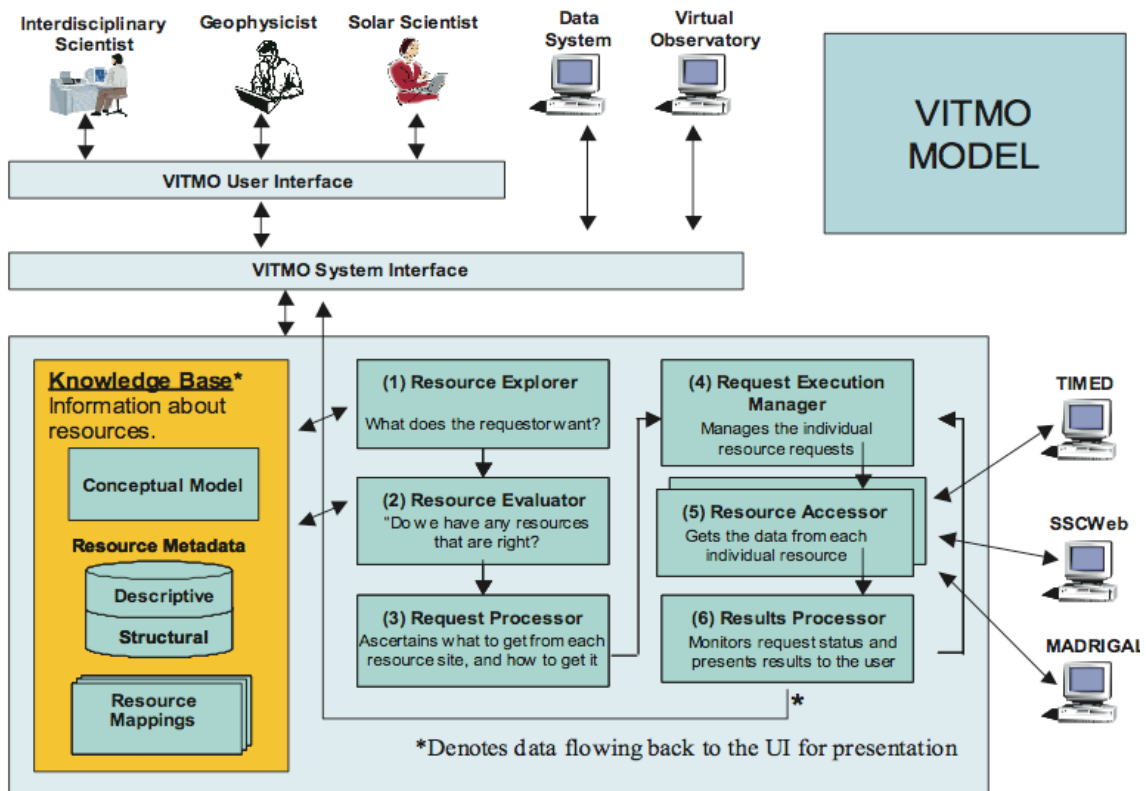 Interdisciplinary
Scientist
Geophysicist
Solar Scientist
Data
System
Virtual
Observatory
VITMO
MODEL
VITMO User Interface
VITMO System Interface
Knowledge Base*
Information about
resources.
Conceptual Model
Resource Metadata
Descriptive
Structural
Resource
Mappings
(1) Resource Explorer
What does the requestor want?
(2) Resource Evaluator
"Do we have any resources
that are right?
(3) Request Processor
Ascertains what to get from each
resource site, and how to get it
(4) Request Execution
Manager
Manages the individual
resource requests
(5) Resource Accessor
Gets the data from each
individual resource
(6) Results Processor
Monitors request status and
presents results to the user
*
*Denotes data flowing back to the UI for presentation
TIMED
SSCWeb
MADRIGAL